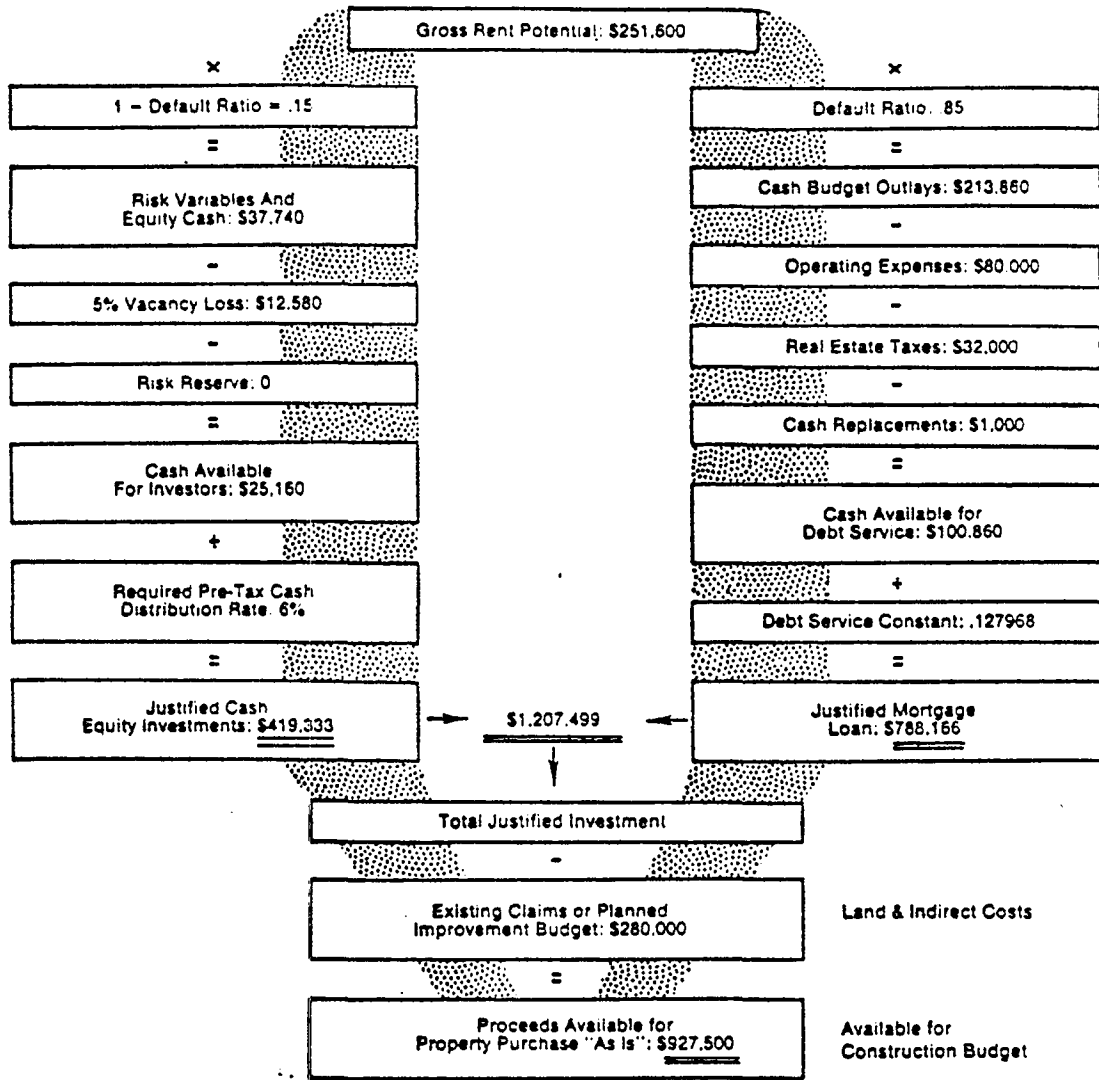 Gross Rent Potential: $251,600
×
1 – Default Ratio = .15
=
Risk Variables And
Equity Cash: $37,740
-
5% Vacancy Loss: $12,580
-
Risk Reserve: 0
=
Cash Available
For Investors: $25,160
+
Required Pre-Tax Cash
Distribution Rate. 6%
=
Justified Cash
Equity Investments: $419,333
×
Default Ratio. .85
=
Cash Budget Outlays: $213,860
-
Operating Expenses: $80,000
-
Real Estate Taxes: $32,000
-
Cash Replacements: $1,000
=
Cash Available for
Debt Service: $100,860
+
Debt Service Constant: .127968
=
Justified Mortgage
Loan: $788,166
$1,207,499
Total Justified Investment
-
Existing Claims or Planned
Improvement Budget: $280,000
Land & Indirect Costs
=
Proceeds Available for
Property Purchase "As Is": $927,500
Available for
Construction Budget